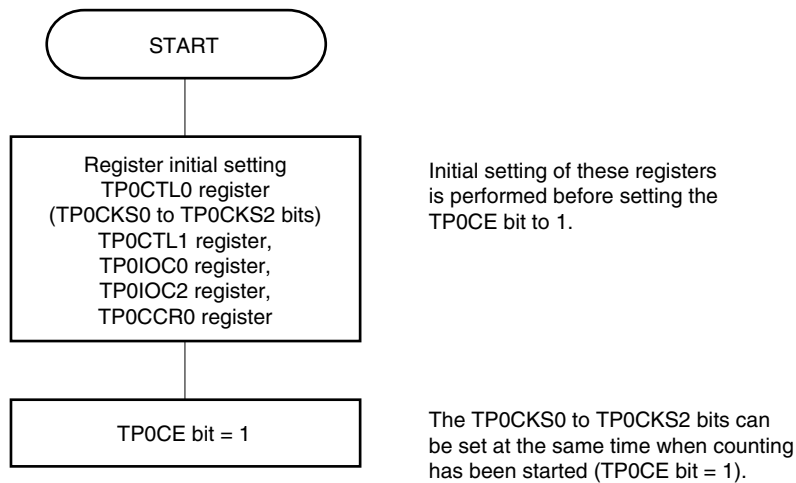 START
Register initial setting
TP0CTL0 register
(TP0CKS0 to TP0CKS2 bits)
TP0CTL1 register,
TP0IOC0 register,
TP0IOC2 register,
TP0CCR0 register
Initial setting of these registers
is performed before setting the
TP0CE bit to 1.
TP0CE bit = 1
The TP0CKS0 to TP0CKS2 bits can
be set at the same time when counting
has been started (TP0CE bit = 1).